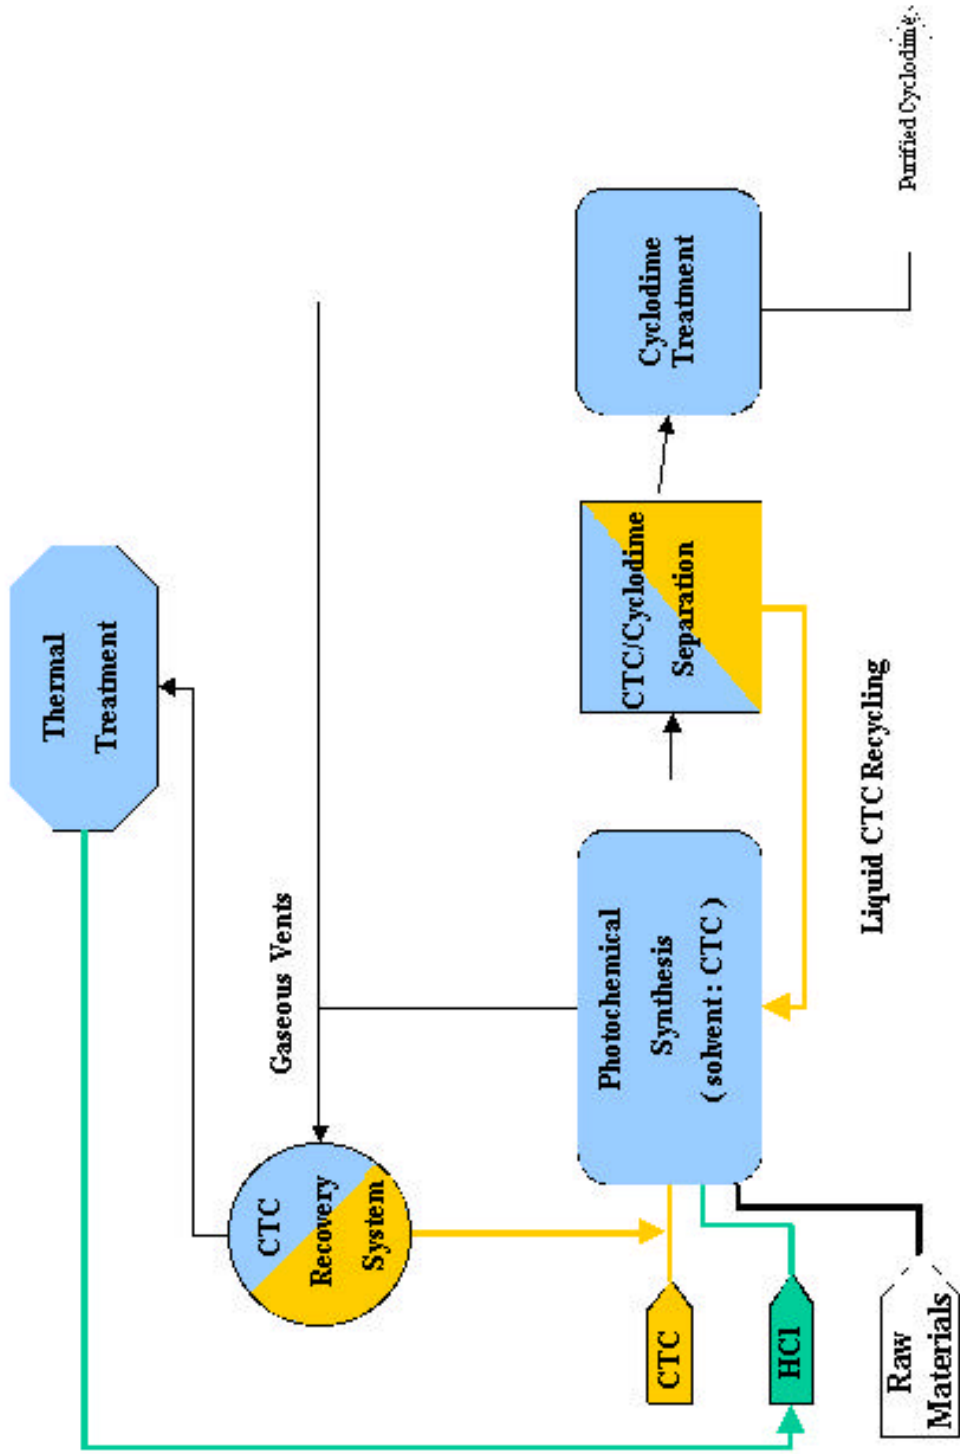 Thermal
Treatment
Gaseous Vents
CTC
Recovery
System
CTC
HCl
Raw
Materials
Photochemical
Synthesis
( solvent : CTC )
CTC/Cyclodime
Separation
Cyclodime
Treatment
Liquid CTC Recycling
Purified Cyclodime